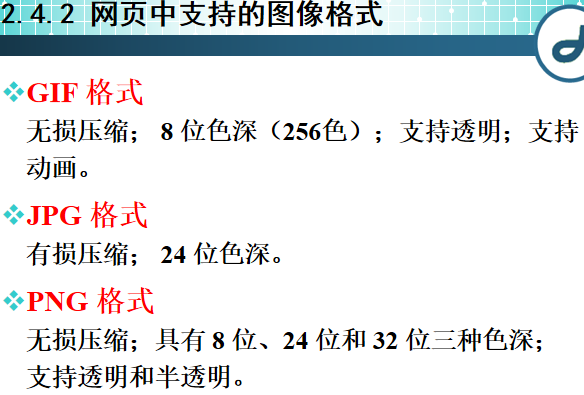 2.4.2 网页中支持的图像格式
GIF 格式
无损压缩； 8 位色深（256色）；支持透明；支持
动画。
JPG 格式
有损压缩； 24 位色深。
PNG 格式
无损压缩；具有 8 位、24 位和 32 位三种色深；
支持透明和半透明。